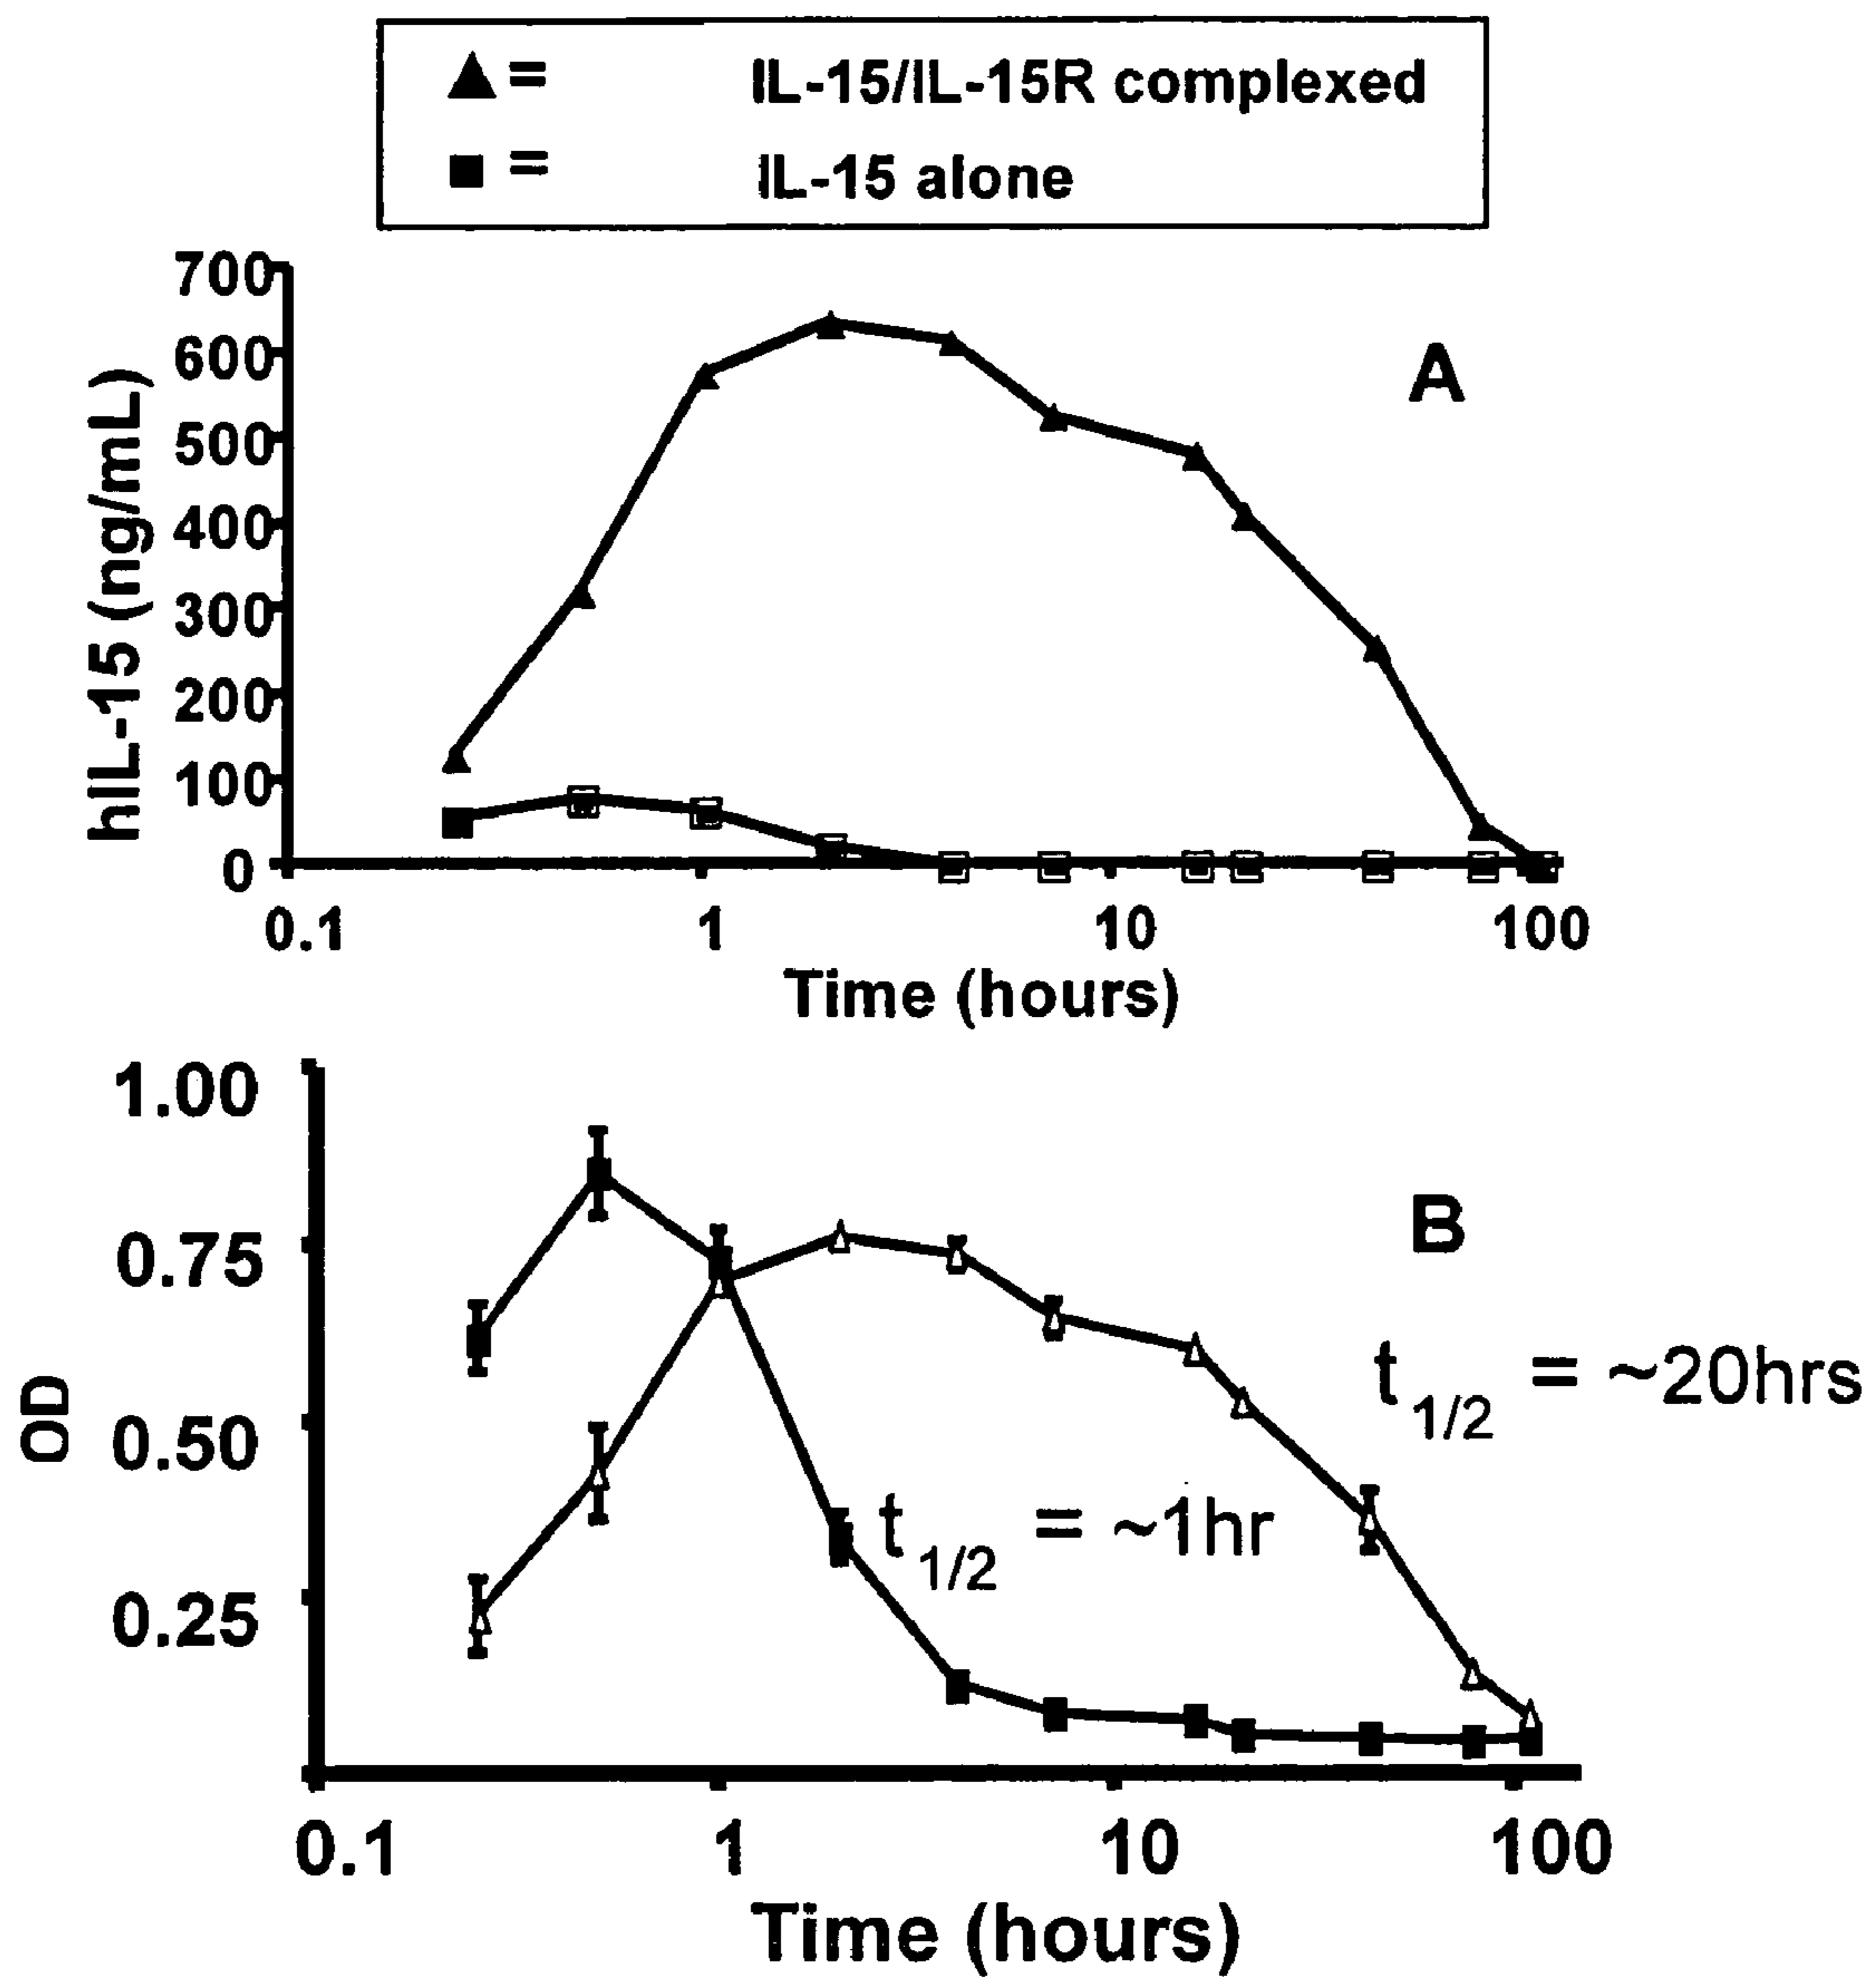 ▲ = IL-15/IL-15R complexed
■ = IL-15 alone
700
600
500
400
300
200
100
0
hIL-15 (ng/mL)
A
0.1 1 10 100
Time (hours)
1.00
0.75
0.50
0.25
OD
B
t1/2 = ~20hrs
t1/2 = ~1hr
0.1 1 10 100
Time (hours)